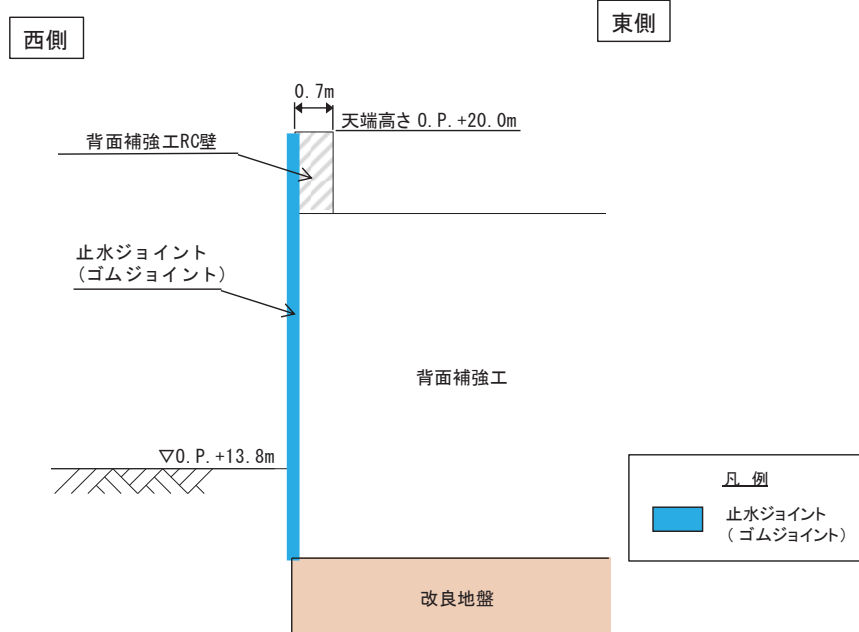 西側
東側
0.7m
天端高さ O.P.+20.0m
背面補強工RC壁
止水ジョイント
(ゴムジョイント)
背面補強工
▽O.P.+13.8m
凡 例
止水ジョイント
( ゴムジョイント)
改良地盤